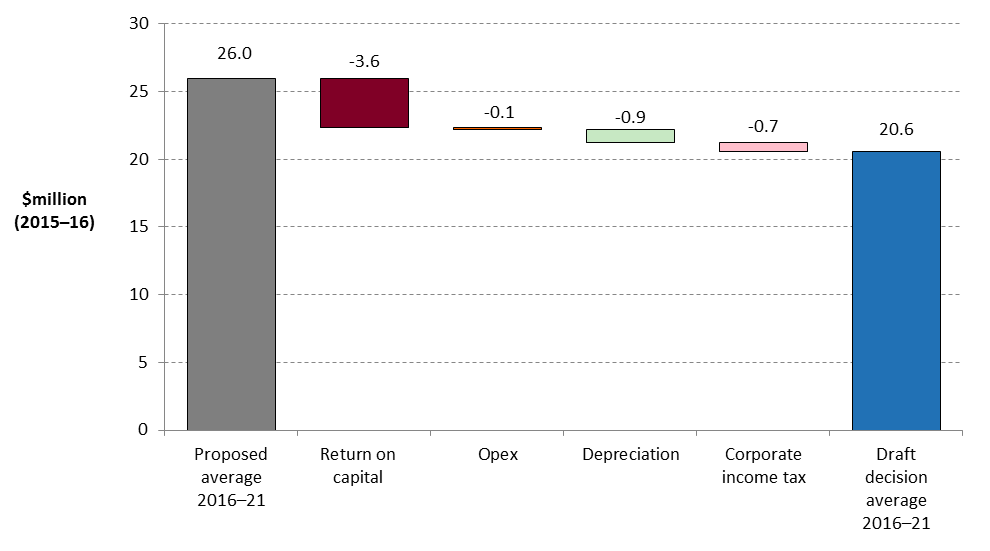 30
25
20
15
10
5
0
$million
(2015–16)
26.0
-3.6
-0.1
-0.9
-0.7
20.6
Proposed
average
2016–21
Return on
capital
Opex
Depreciation
Corporate
income tax
Draft
decision
average
2016–21